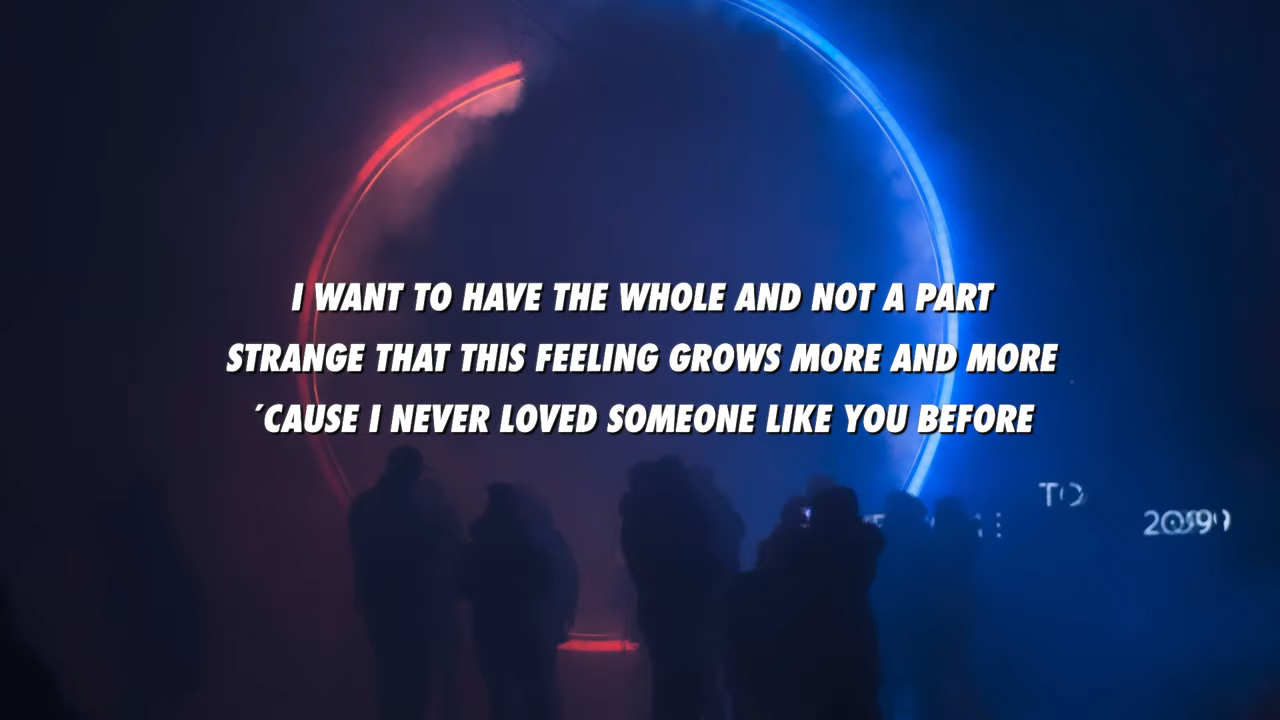 I WANT TO HAVE THE WHOLE AND NOT A PART
STRANGE THAT THIS FEELING GROWS MORE AND MORE
´CAUSE I NEVER LOVED SOMEONE LIKE YOU BEFORE
TO